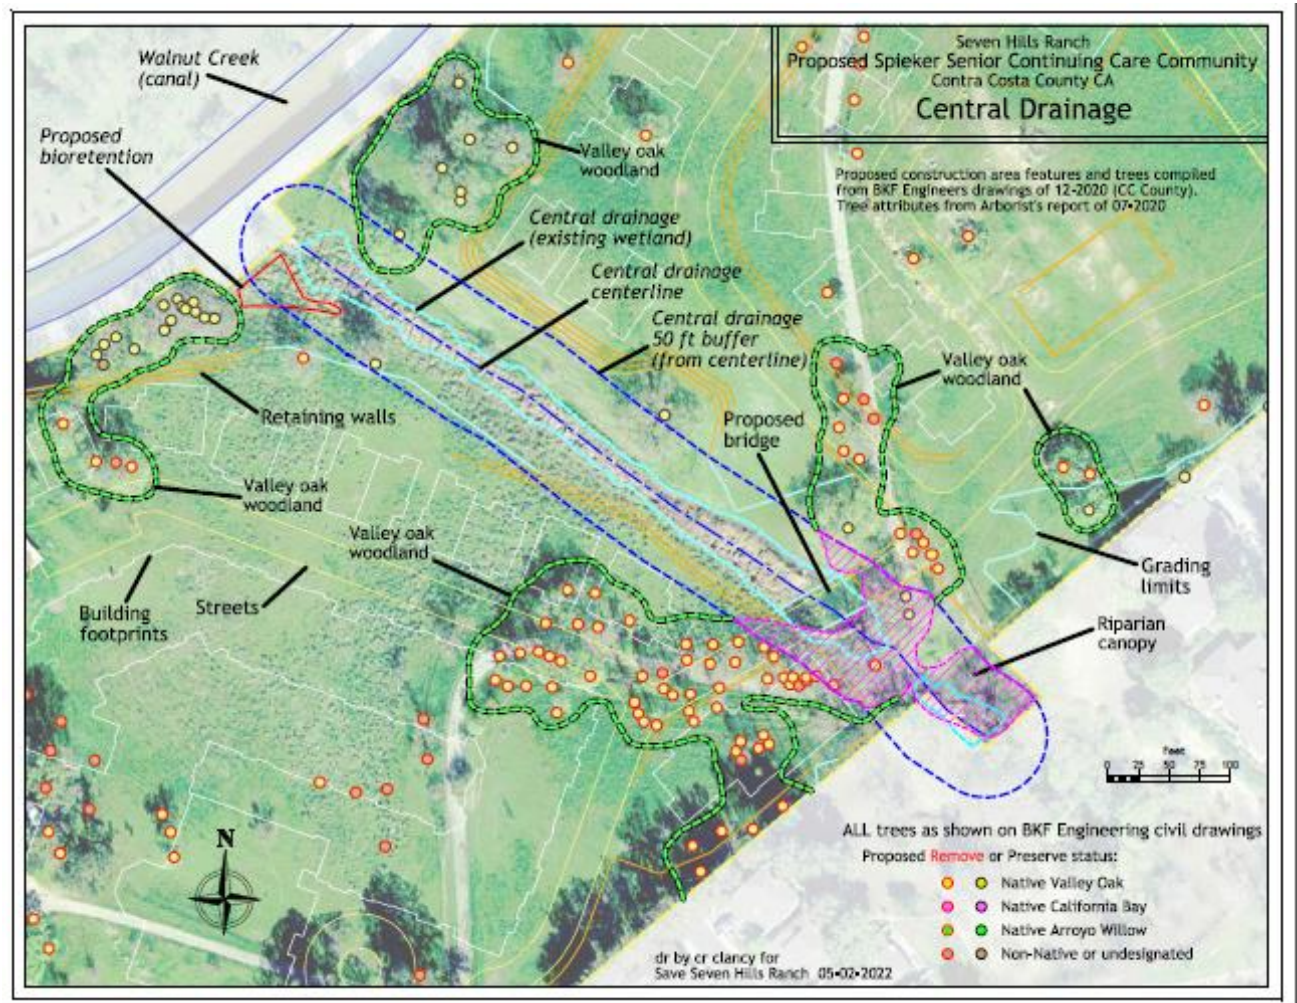 Seven Hills Ranch
Proposed Spieker Senior Continuing Care Community
Contra Costa County CA
Central Drainage
Proposed construction area features and trees compiled
from BKF Engineers drawings of 12-2020 (CC County).
Tree attributes from Arborist's report of 07•2020
Walnut Creek
(canal)
Proposed
bioretention
Valley oak
woodland
Central drainage
(existing wetland)
Central drainage
centerline
Central drainage
50 ft buffer
(from centerline)
Valley oak
woodland
Proposed
bridge
Retaining walls
Valley oak
woodland
Valley oak
woodland
Building
footprints
Streets
Grading
limits
Riparian
canopy
Feet
0 25 50 75 100
N
ALL trees as shown on BKF Engineering civil drawings
Proposed Remove or Preserve status:
Native Valley Oak
Native California Bay
Native Arroyo Willow
Non-Native or undesignated
dr by cr clancy for
Save Seven Hills Ranch 05•02•2022